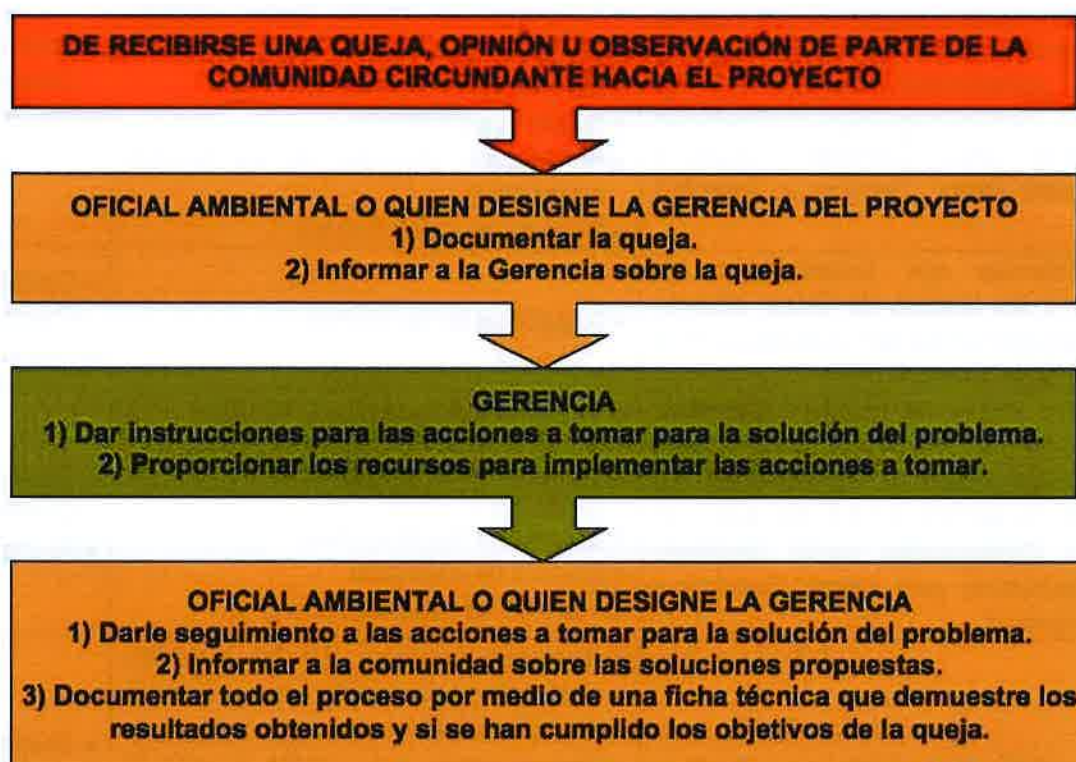 DE RECIBIRSE UNA QUEJA, OPINIÓN U OBSERVACIÓN DE PARTE DE LA
COMUNIDAD CIRCUNDANTE HACIA EL PROYECTO
OFICIAL AMBIENTAL O QUIEN DESIGNE LA GERENCIA DEL PROYECTO
1) Documentar la queja.
2) Informar a la Gerencia sobre la queja.
GERENCIA
1) Dar instrucciones para las acciones a tomar para la solución del problema.
2) Proporcionar los recursos para implementar las acciones a tomar.
OFICIAL AMBIENTAL O QUIEN DESIGNE LA GERENCIA
1) Darle seguimiento a las acciones a tomar para la solución del problema.
2) Informar a la comunidad sobre las soluciones propuestas.
3) Documentar todo el proceso por medio de una ficha técnica que demuestre los
resultados obtenidos y si se han cumplido los objetivos de la queja.